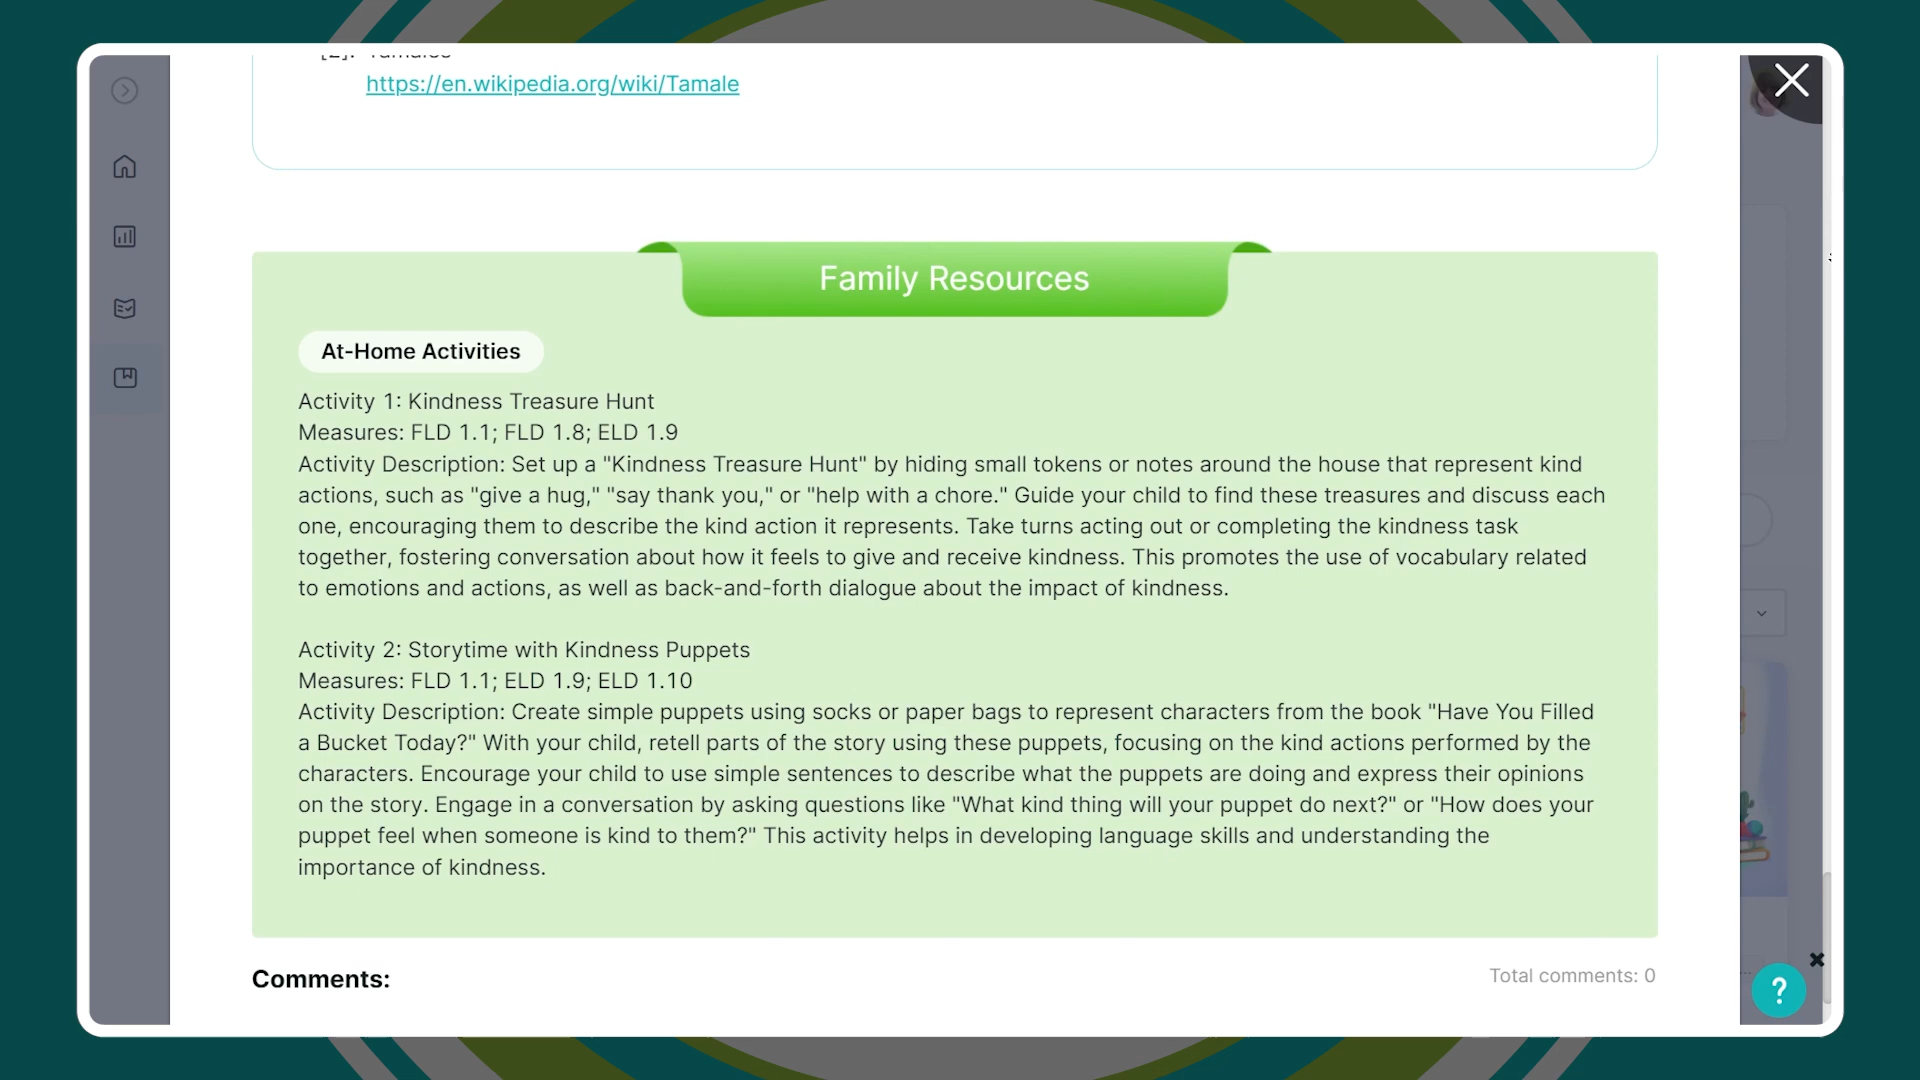 [2]. Tamales
https://en.wikipedia.org/wiki/Tamale
Family Resources
At-Home Activities
Activity 1: Kindness Treasure Hunt
Measures: FLD 1.1; FLD 1.8; ELD 1.9
Activity Description: Set up a "Kindness Treasure Hunt" by hiding small tokens or notes around the house that represent kind
actions, such as "give a hug," "say thank you," or "help with a chore." Guide your child to find these treasures and discuss each
one, encouraging them to describe the kind action it represents. Take turns acting out or completing the kindness task
together, fostering conversation about how it feels to give and receive kindness. This promotes the use of vocabulary related
to emotions and actions, as well as back-and-forth dialogue about the impact of kindness.
Activity 2: Storytime with Kindness Puppets
Measures: FLD 1.1; ELD 1.9; ELD 1.10
Activity Description: Create simple puppets using socks or paper bags to represent characters from the book "Have You Filled
a Bucket Today?" With your child, retell parts of the story using these puppets, focusing on the kind actions performed by the
characters. Encourage your child to use simple sentences to describe what the puppets are doing and express their opinions
on the story. Engage in a conversation by asking questions like "What kind thing will your puppet do next?" or "How does your
puppet feel when someone is kind to them?" This activity helps in developing language skills and understanding the
importance of kindness.
Comments:
Total comments: 0
?